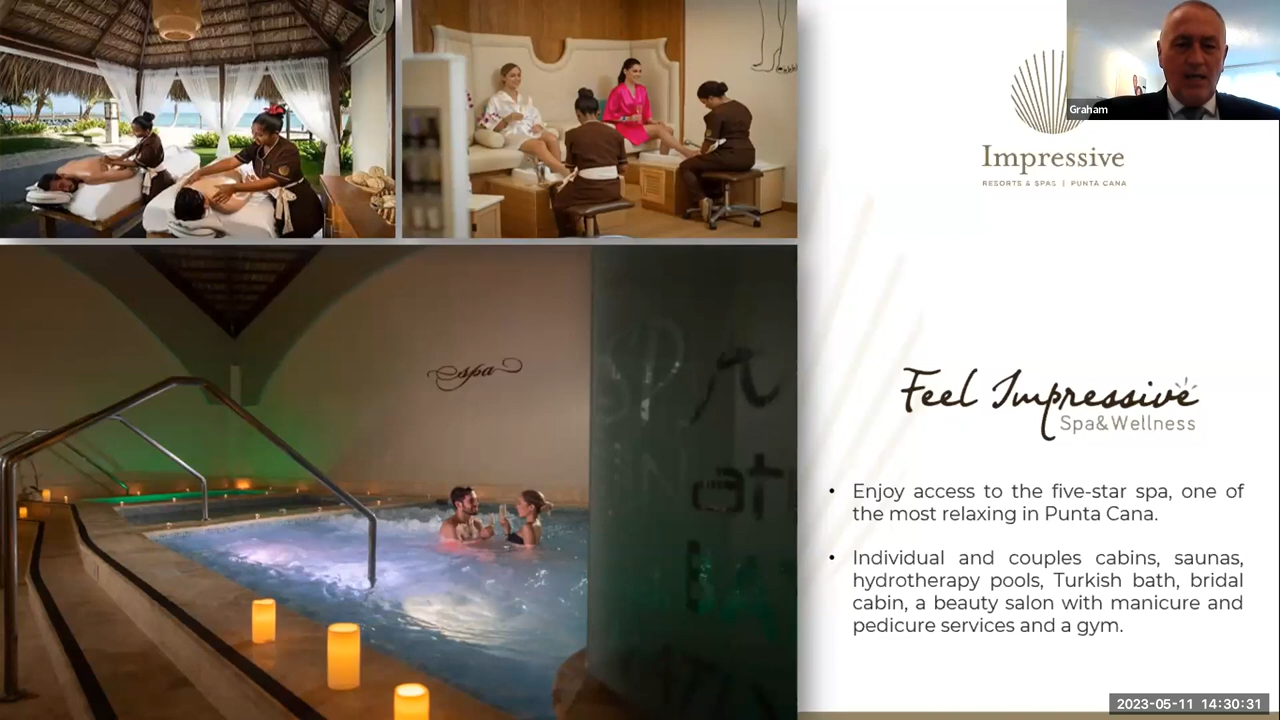 Graham
Impressive
RESORTS & SPAS | PUNTA CANA
spa
Feel Impressive
Spa&Wellness
• Enjoy access to the five-star spa, one of
the most relaxing in Punta Cana.
• Individual and couples cabins, saunas,
hydrotherapy pools, Turkish bath, bridal
cabin, a beauty salon with manicure and
pedicure services and a gym.
2023-05-11 14:30:31